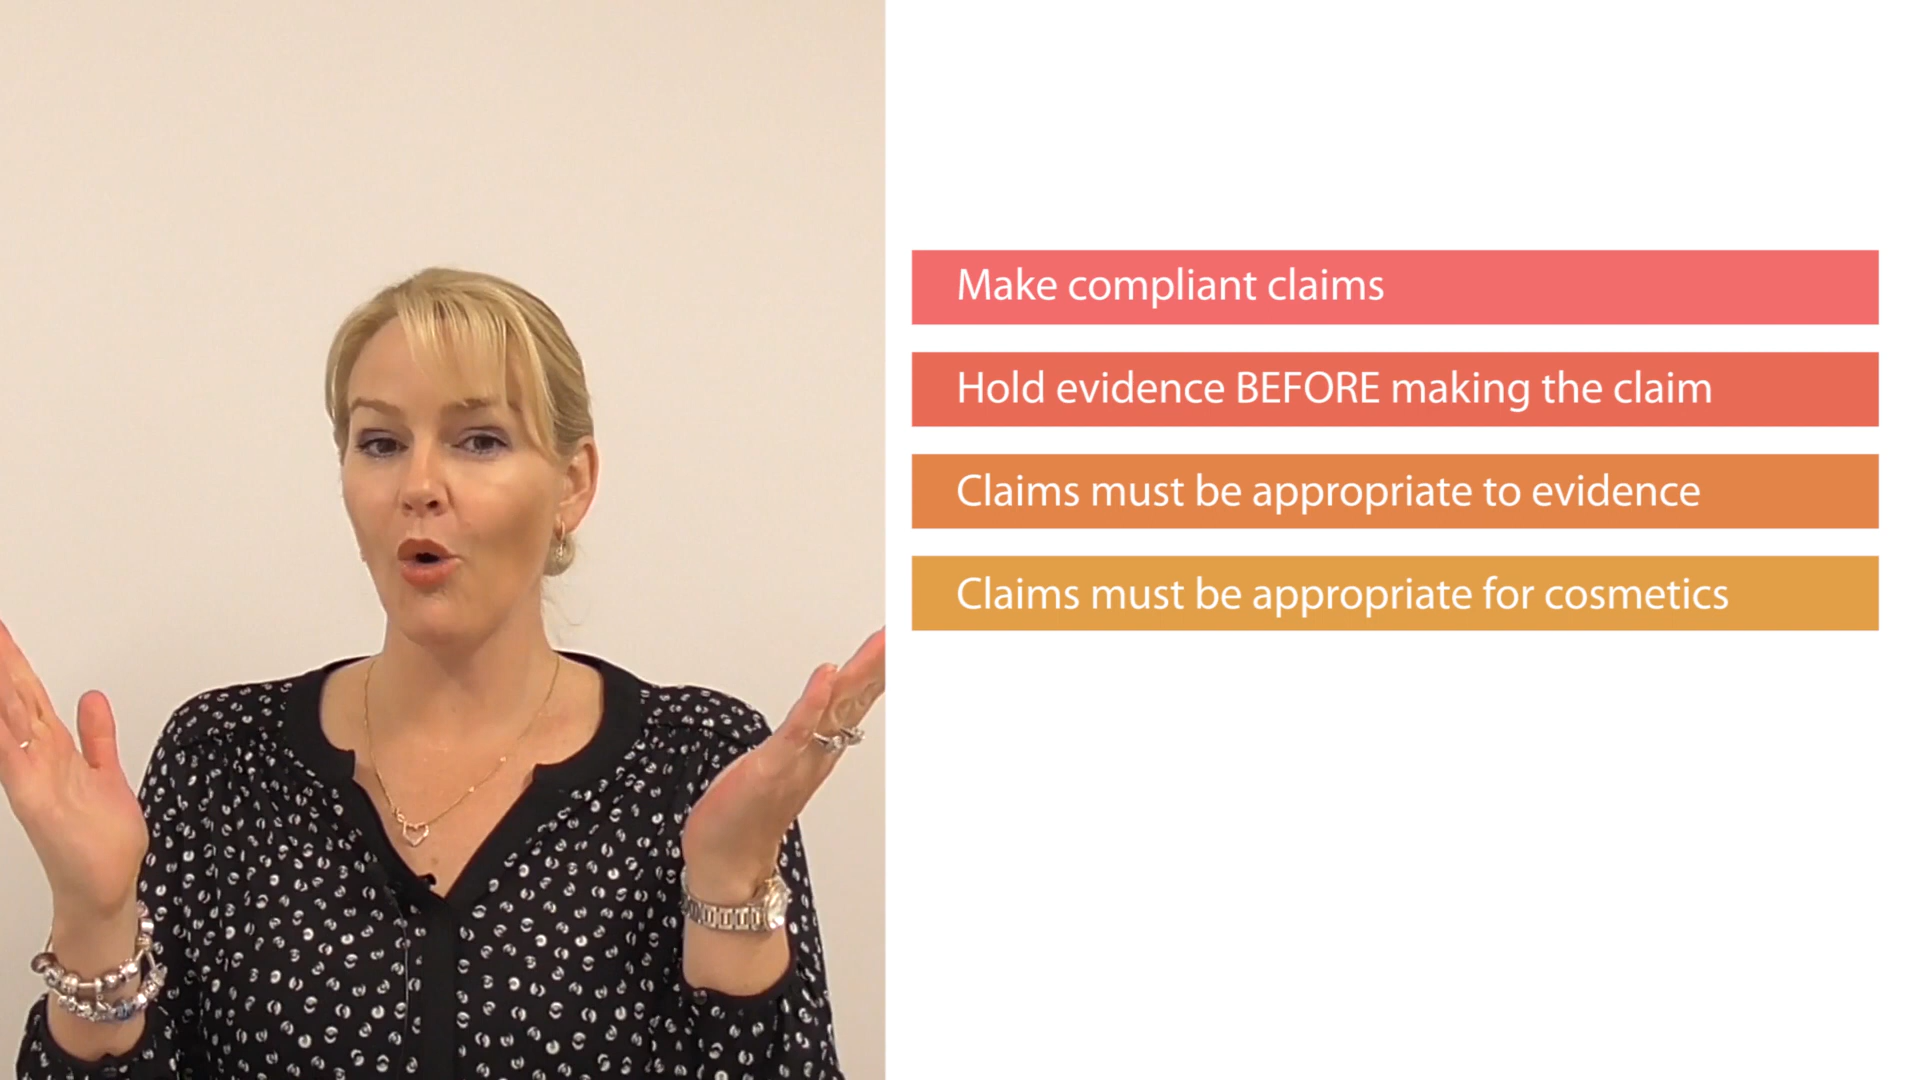 Make compliant claims
Hold evidence BEFORE making the claim
Claims must be appropriate to evidence
Claims must be appropriate for cosmetics